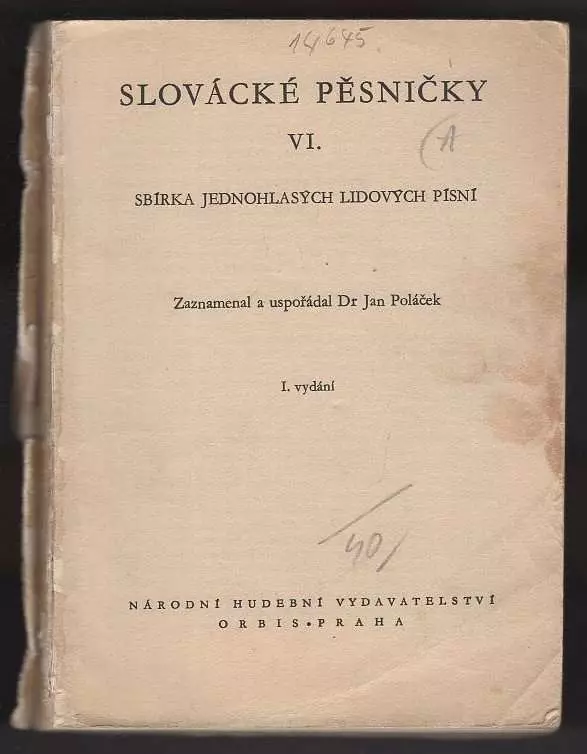 14645.
SLOVÁCKÉ PĚSNIČKY
VI.
A
SBÍRKA JEDNOHLASÝCH LIDOVÝCH PÍSNÍ
Zaznamenal a uspořádal Dr Jan Poláček
I. vydání
40/
NÁRODNÍ HUDEBNÍ VYDAVATELSTVÍ
ORBIS•PRAHA